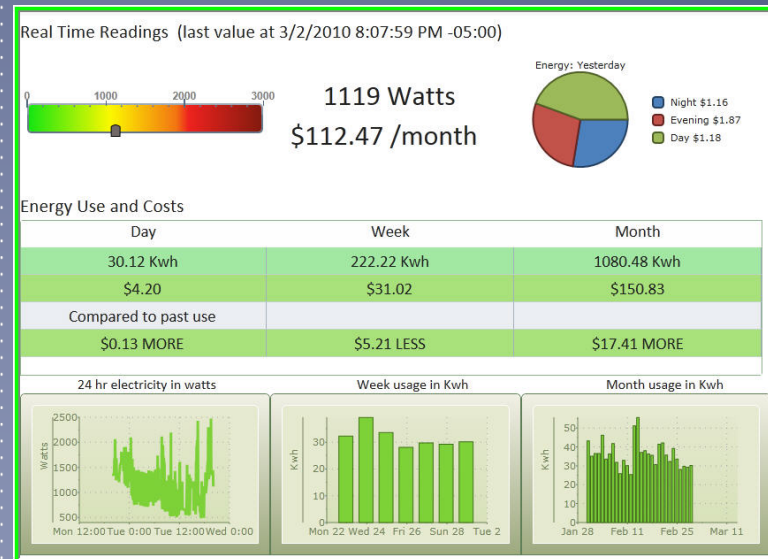 Real Time Readings (last value at 3/2/2010 8:07:59 PM -05:00)
0 1000 2000 3000
1119 Watts
$112.47 /month
Energy: Yesterday
Night $1.16
Evening $1.87
Day $1.18
Energy Use and Costs
Day Week Month
30.12 Kwh 222.22 Kwh 1080.48 Kwh
$4.20 $31.02 $150.83
Compared to past use
$0.13 MORE $5.21 LESS $17.41 MORE
24 hr electricity in watts
2500
2000
1500
1000
500
Watts
Mon 12:00 Tue 0:00 Tue 12:00 Wed 0:00
Week usage in Kwh
30
20
10
0
Kwh
Mon 22 Wed 24 Fri 26 Sun 28 Tue 2
Month usage in Kwh
50
40
30
20
10
0
Kwh
Jan 28 Feb 11 Feb 25 Mar 11